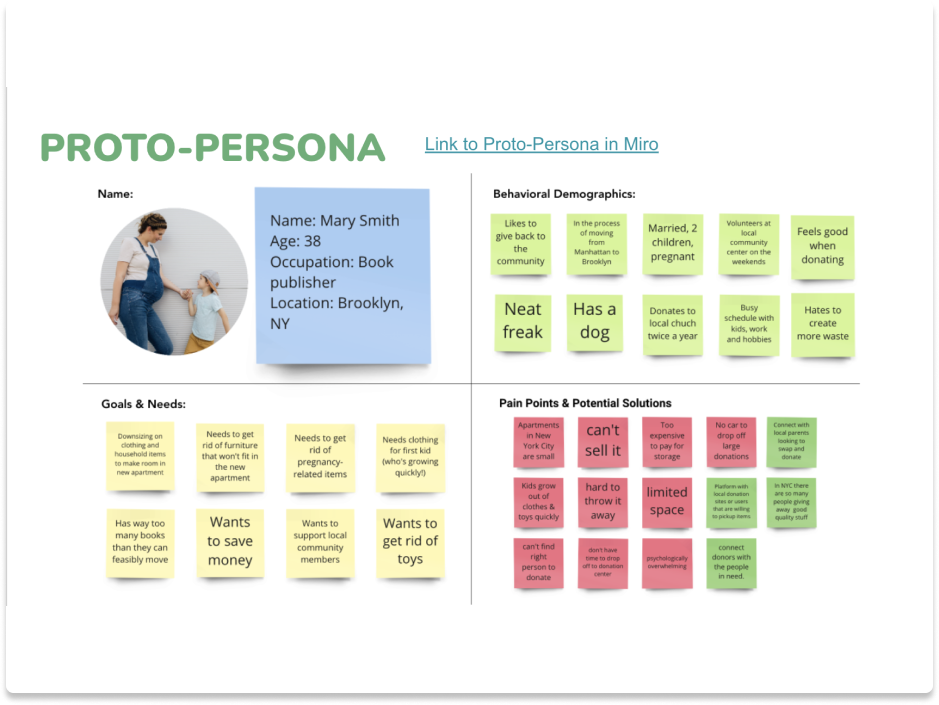 PROTO-PERSONA
Link to Proto-Persona in Miro
Name:
Name: Mary Smith
Age: 38
Occupation: Book
publisher
Location: Brooklyn,
NY
Behavioral Demographics:
Likes to
give back to
the
community
In the process
of moving
from
Manhattan to
Brooklyn
Married, 2
children,
pregnant
Volunteers at
local
community
center on the
weekends
Feels good
when
donating
Neat
freak
Has a
dog
Donates to
local chuch
twice a year
Busy
schedule with
kids, work
and hobbies
Hates to
create
more waste
Goals & Needs:
Downsizing on
clothing and
household items
to make room in
new apartment
Needs to get
rid of furniture
that won't fit in
the new
apartment
Needs to get
rid of
pregnancy-
related items
Needs clothing
for first kid
(who's growing
quickly!)
Has way too
many books
than they can
feasibly move
Wants
to save
money
Wants to
support local
community
members
Wants to
get rid of
toys
Pain Points & Potential Solutions
Apartments
in New
York City
are small
can't
sell it
Too
expensive
to pay for
storage
No car to
drop off
large
donations
Connect with
local parents
looking to
swap and
donate
Kids grow
out of
clothes &
toys quickly
hard to
throw it
away
limited
space
Platform with
local donation
sites or users
that are willing
to pickup items
In NYC there
are so many
people giving
away good
quality stuff
can't find
right
person to
donate
don't have
time to drop
off to donation
center
psychologically
overwhelming
connect
donors with
the people
in need.